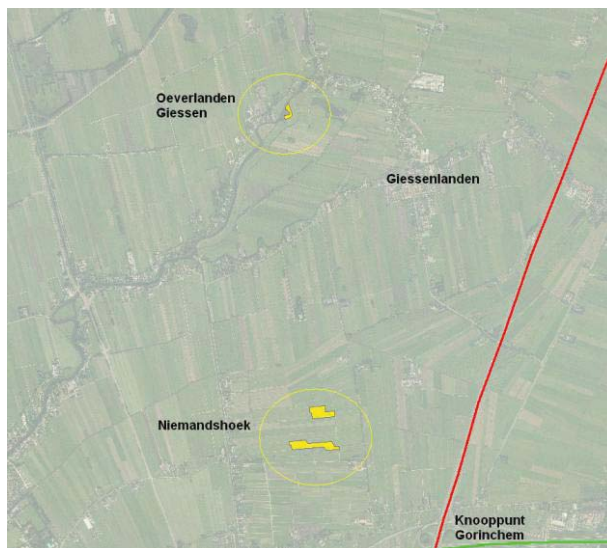 Oeverlanden
Giessen
Giessenlanden
Niemandshoek
Knooppunt
Gorinchem